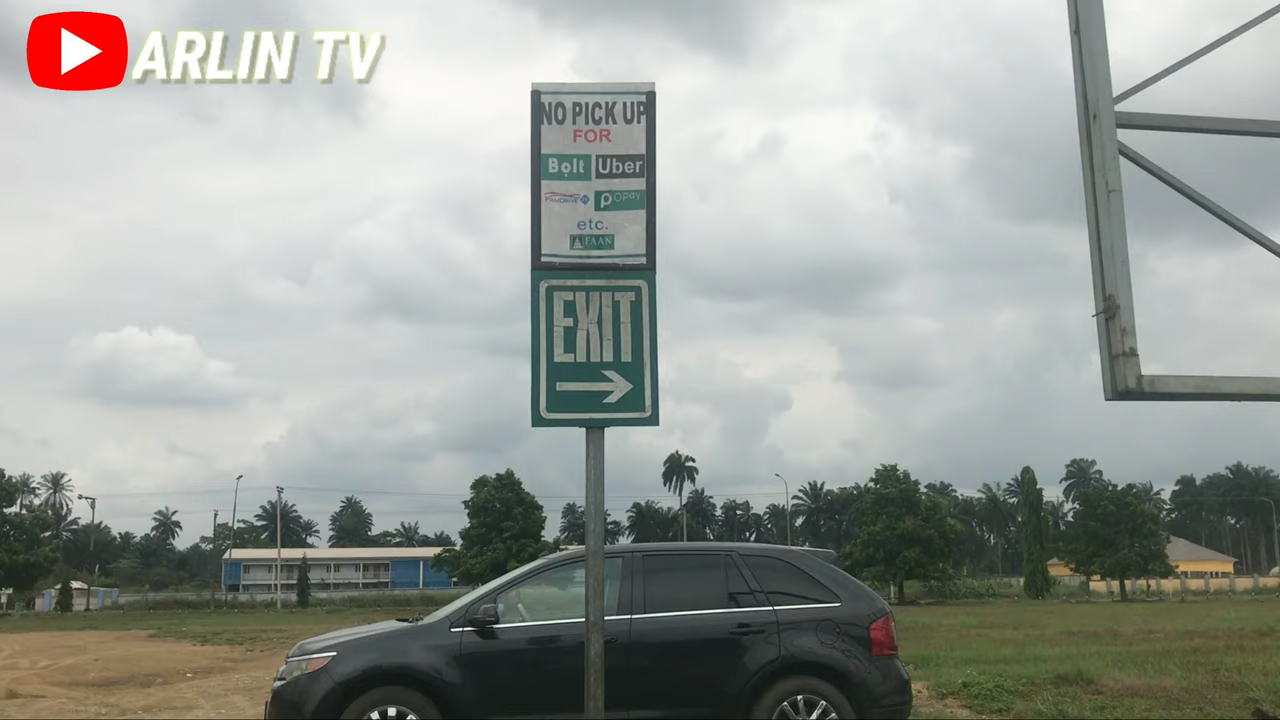 ARLIN TV
NO PICK UP
FOR
Bolt Uber
PAMDRIVE OPay
etc.
FAAN
EXIT